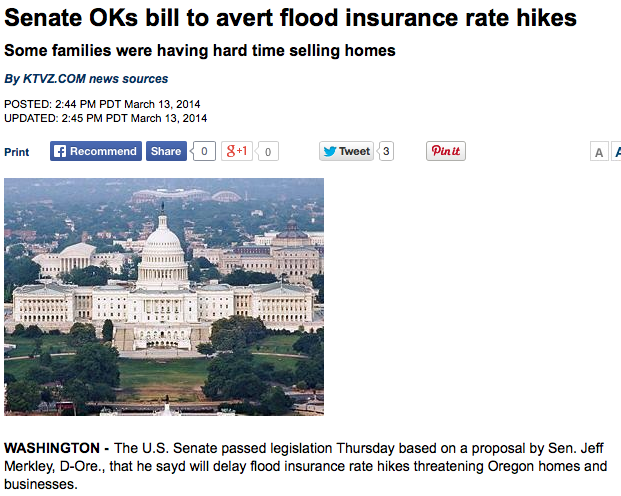 Senate OKs bill to avert flood insurance rate hikes
Some families were having hard time selling homes
By KTVZ.COM news sources
POSTED: 2:44 PM PDT March 13, 2014
UPDATED: 2:45 PM PDT March 13, 2014
Print Recommend Share 0 g+1 0 Tweet 3 Pinit A A
WASHINGTON - The U.S. Senate passed legislation Thursday based on a proposal by Sen. Jeff
Merkley, D-Ore., that he sayd will delay flood insurance rate hikes threatening Oregon homes and
businesses.